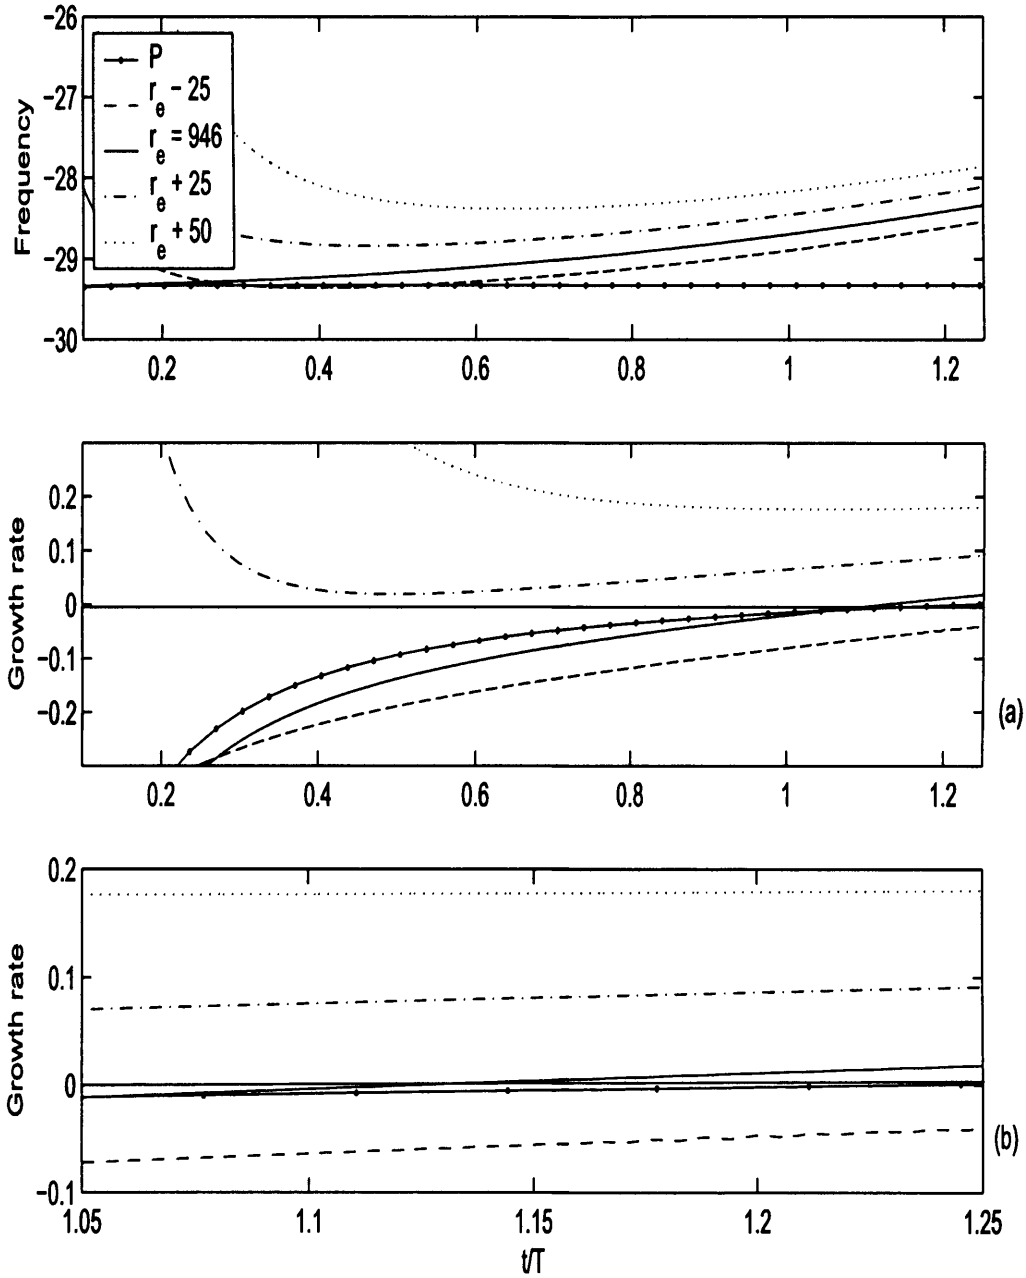 −26
−27
−28
−29
−30
Frequency
P
r_e − 25
r_e = 946
r_e + 25
r_e + 50
0.2 0.4 0.6 0.8 1 1.2
0.2
0.1
0
−0.1
−0.2
Growth rate
(a)
0.2 0.4 0.6 0.8 1 1.2
0.2
0.1
0
−0.1
Growth rate
(b)
1.05 1.1 1.15 1.2 1.25
t/T